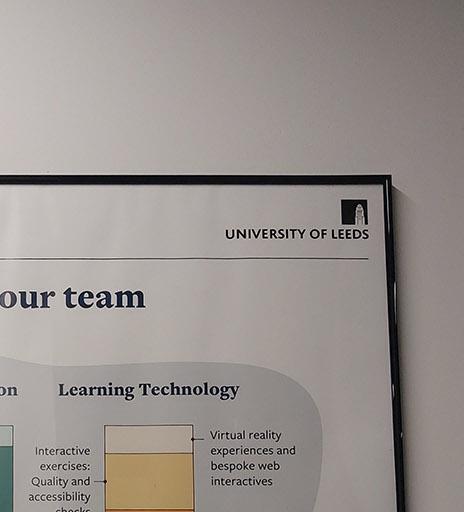 UNIVERSITY OF LEEDS
our team
on
Learning Technology
Interactive
exercises:
Quality and
accessibility
checks
Virtual reality
experiences and
bespoke web
interactives